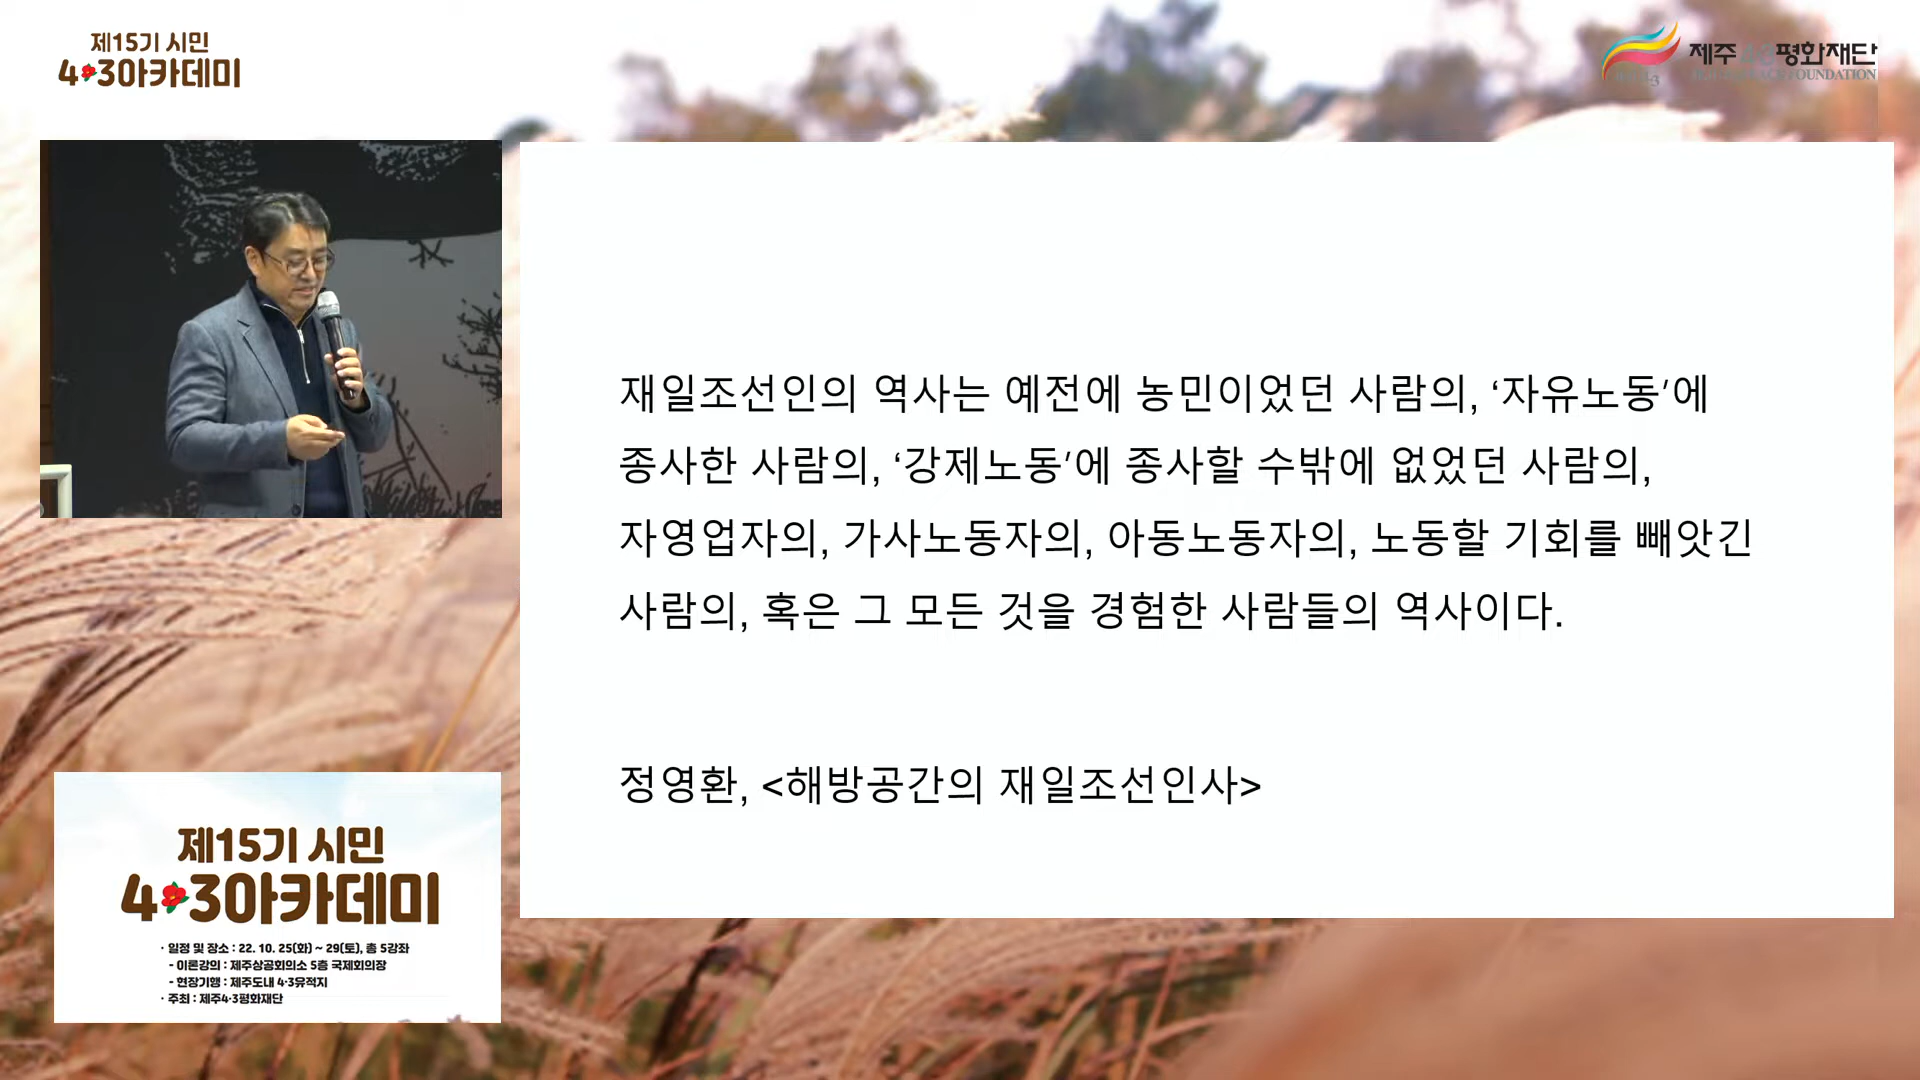 제15기 시민
4·3아카데미
제주4·3평화재단
재일조선인의 역사는 예전에 농민이었던 사람의, ‘자유노동’에
종사한 사람의, ‘강제노동’에 종사할 수밖에 없었던 사람의,
자영업자의, 가사노동자의, 아동노동자의, 노동할 기회를 빼앗긴
사람의, 혹은 그 모든 것을 경험한 사람들의 역사이다.
정영환, <해방공간의 재일조선인사>
제15기 시민
4·3아카데미
· 일정 및 장소 : 22. 10. 25(화) ~ 29(토), 총 5강좌
- 이론강의 : 제주상공회의소 5층 국제회의장
- 현장기행 : 제주도내 4·3유적지
· 주최 : 제주4·3평화재단